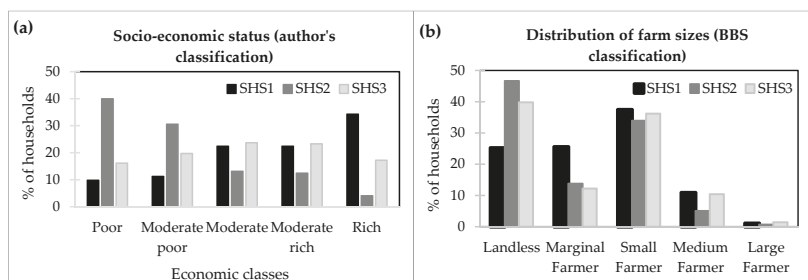 (a)
Socio-economic status (author's
classification)
% of households
50
40
30
20
10
0
SHS1 SHS2 SHS3
Poor Moderate poor Moderate Moderate rich Rich
Economic classes
(b)
Distribution of farm sizes (BBS
classification)
% of households
50
40
30
20
10
0
SHS1 SHS2 SHS3
Landless Marginal Farmer Small Farmer Medium Farmer Large Farmer